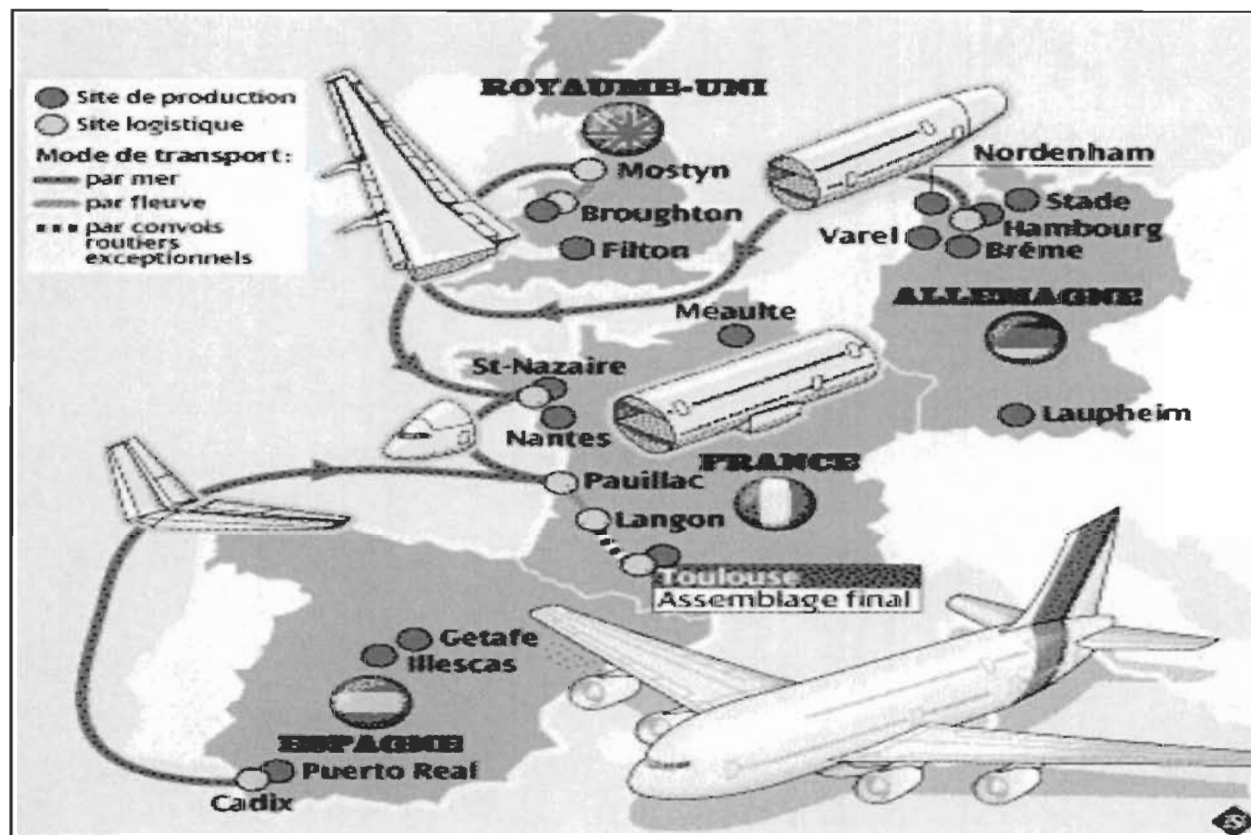 Site de production
Site logistique
Mode de transport:
par mer
par fleuve
par convois
routiers
exceptionnels
ROYAUME-UNI
Mostyn
Broughton
Filton
Nordenham
Stade
Hambourg
Varel
Brême
ALLEMAGNE
Laupheim
Meaulte
St-Nazaire
Nantes
FRANCE
Pauillac
Langon
Toulouse
Assemblage final
Getafe
Illescas
ESPAGNE
Puerto Real
Cadix